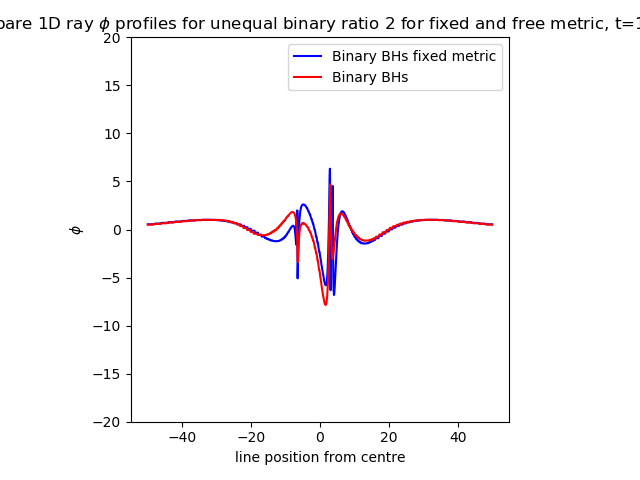 pare 1D ray ϕ profiles for unequal binary ratio 2 for fixed and free metric, t=1
Binary BHs fixed metric
Binary BHs
20
15
10
5
0
−5
−10
−15
−20
ϕ
−40
−20
0
20
40
line position from centre